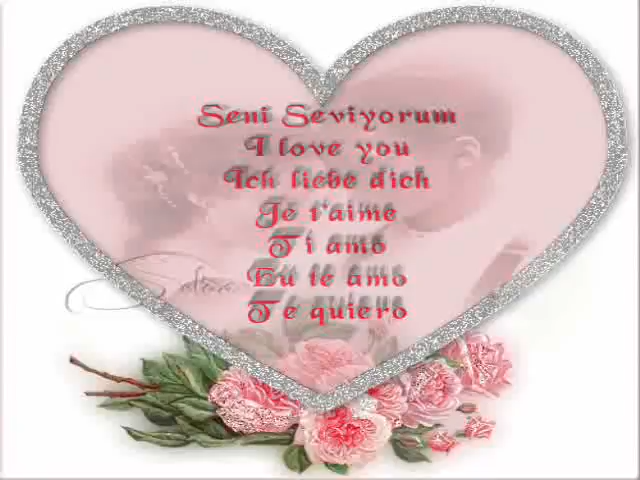 Seni Seviyorum
I love you
Ich liebe dich
Je t'aime
Ti amo
Eu te amo
Te quiero